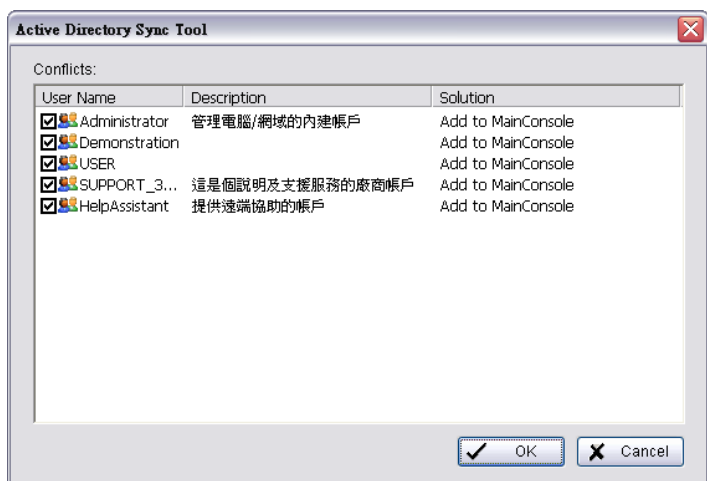 Active Directory Sync Tool
Conflicts:
User Name Description Solution
Administrator 管理電腦/網域的內建帳戶 Add to MainConsole
Demonstration Add to MainConsole
USER Add to MainConsole
SUPPORT_3... 這是個說明及支援服務的廠商帳戶 Add to MainConsole
HelpAssistant 提供遠端協助的帳戶 Add to MainConsole
OK Cancel